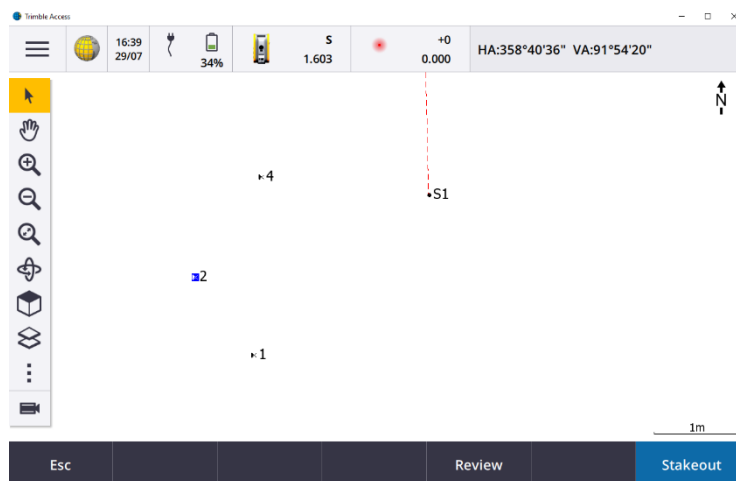 Trimble Access
16:39
29/07
34%
S
1.603
+0
0.000
HA:358°40'36" VA:91°54'20"
N
4
S1
2
1
1m
Esc
Review
Stakeout